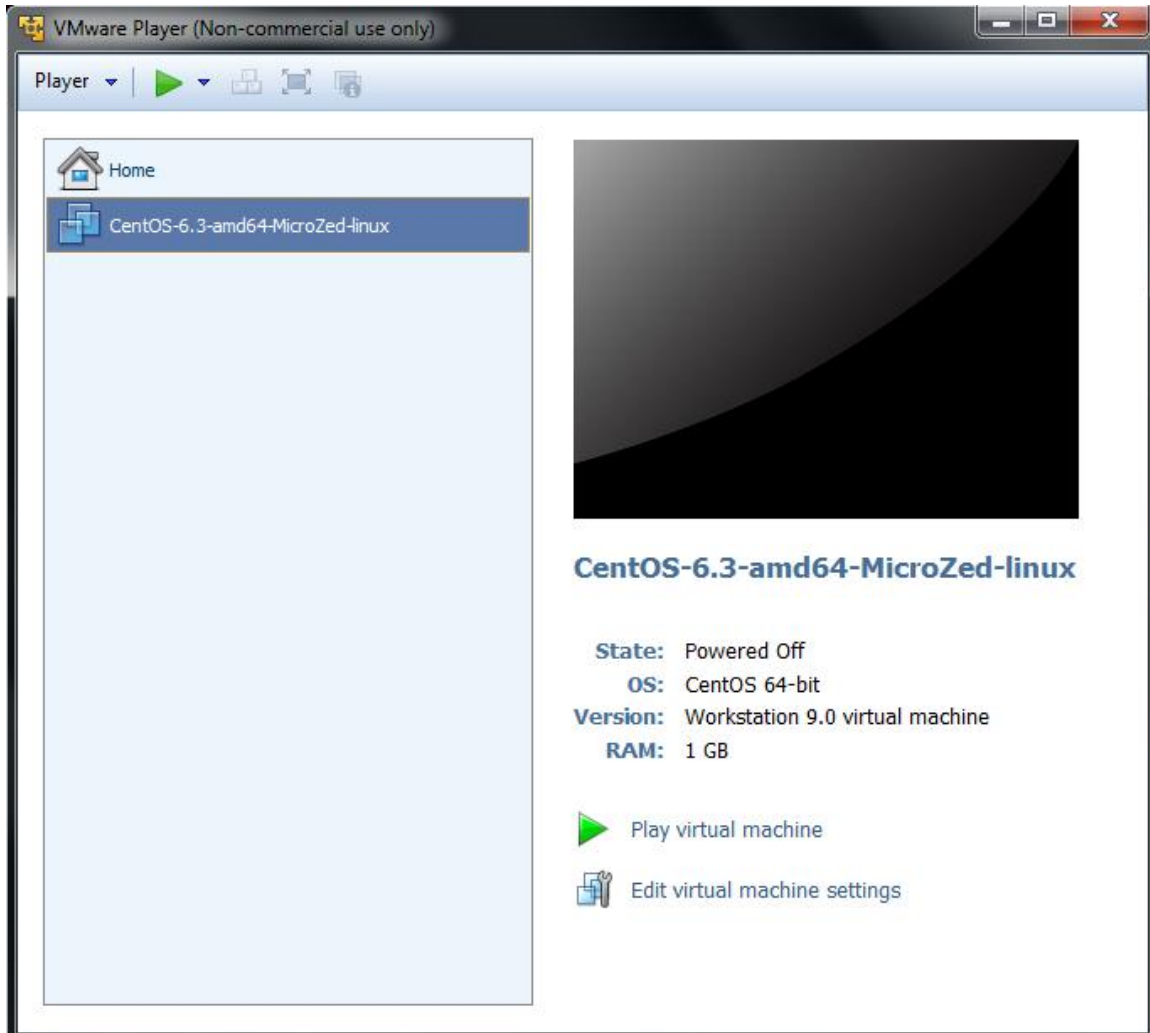 VMware Player (Non-commercial use only)
Player
Home
CentOS-6.3-amd64-MicroZed-linux
CentOS-6.3-amd64-MicroZed-linux
State: Powered Off
OS: CentOS 64-bit
Version: Workstation 9.0 virtual machine
RAM: 1 GB
Play virtual machine
Edit virtual machine settings